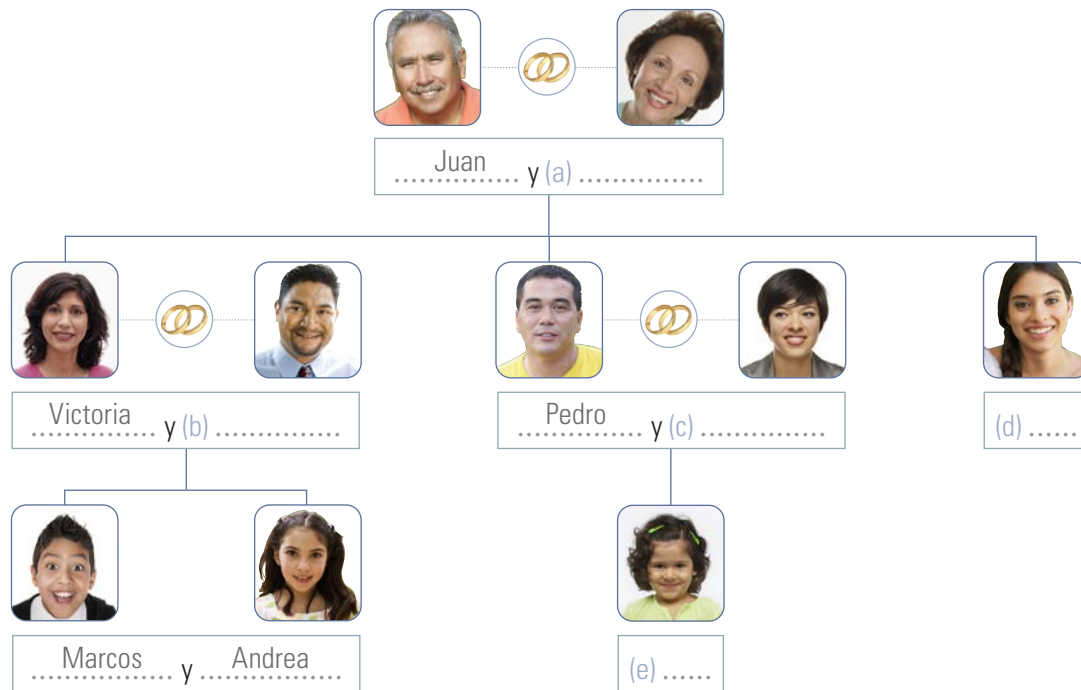 Juan
............... y (a) ...............
Victoria
............... y (b) ...............
Pedro
............... y (c) ...............
(d) ......
Marcos Andrea
............... y ...............
(e) ......